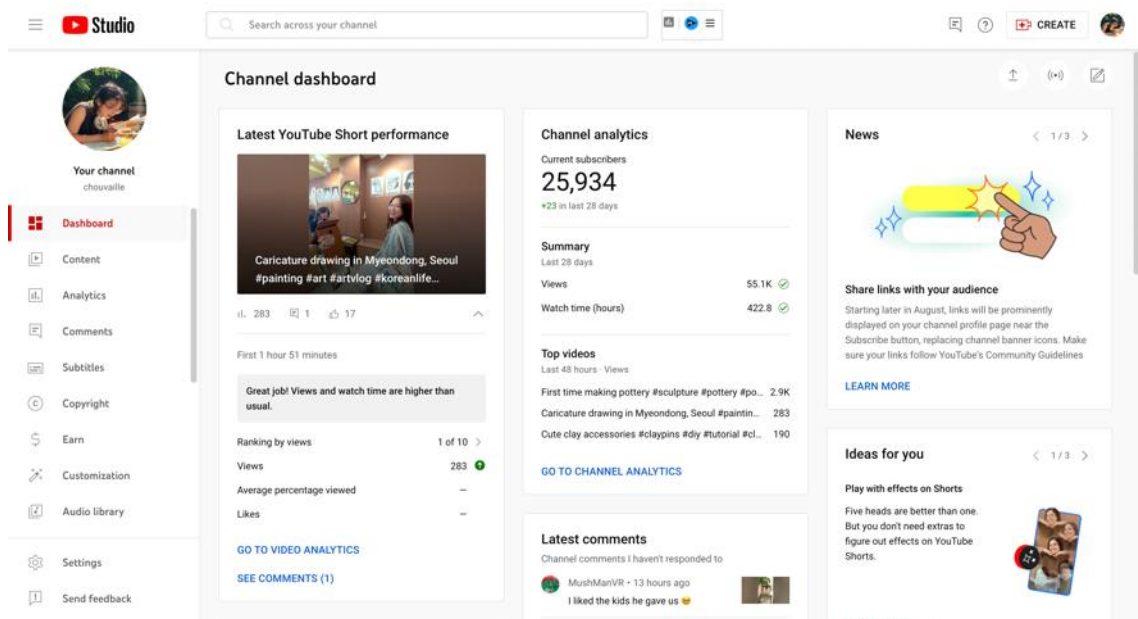 Studio
Search across your channel
CREATE
Your channel
chouvaille
Dashboard
Content
Analytics
Comments
Subtitles
Copyright
Earn
Customization
Audio library
Settings
Send feedback
Channel dashboard
Latest YouTube Short performance
Caricature drawing in Myeondong, Seoul
#painting #art #artvlog #koreanlife...
283 1 17
First 1 hour 51 minutes
Great job! Views and watch time are higher than
usual.
Ranking by views 1 of 10
Views 283
Average percentage viewed –
Likes –
GO TO VIDEO ANALYTICS
SEE COMMENTS (1)
Channel analytics
Current subscribers
25,934
+23 in last 28 days
Summary
Last 28 days
Views 55.1K
Watch time (hours) 422.8
Top videos
Last 48 hours · Views
First time making pottery #sculpture #pottery #po... 2.9K
Caricature drawing in Myeondong, Seoul #paintin... 283
Cute clay accessories #claypins #diy #tutorial #cl... 190
GO TO CHANNEL ANALYTICS
Latest comments
Channel comments I haven't responded to
MushManVR • 13 hours ago
I liked the kids he gave us
News
1 / 3
Share links with your audience
Starting later in August, links will be prominently
displayed on your channel profile page near the
Subscribe button, replacing channel banner icons. Make
sure your links follow YouTube's Community Guidelines
LEARN MORE
Ideas for you
1 / 3
Play with effects on Shorts
Five heads are better than one.
But you don't need extras to
figure out effects on YouTube
Shorts.